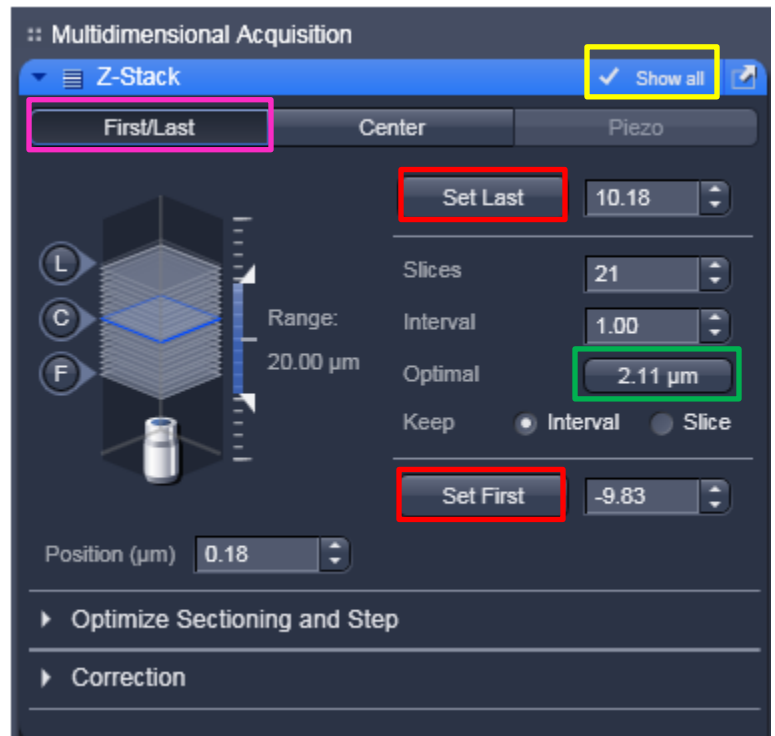 Multidimensional Acquisition
Z-Stack Show all
First/Last Center Piezo
Set Last 10.18
L
Slices 21
C Range: Interval 1.00
F 20.00 µm Optimal 2.11 µm
Keep Interval Slice
Set First -9.83
Position (µm) 0.18
Optimize Sectioning and Step
Correction